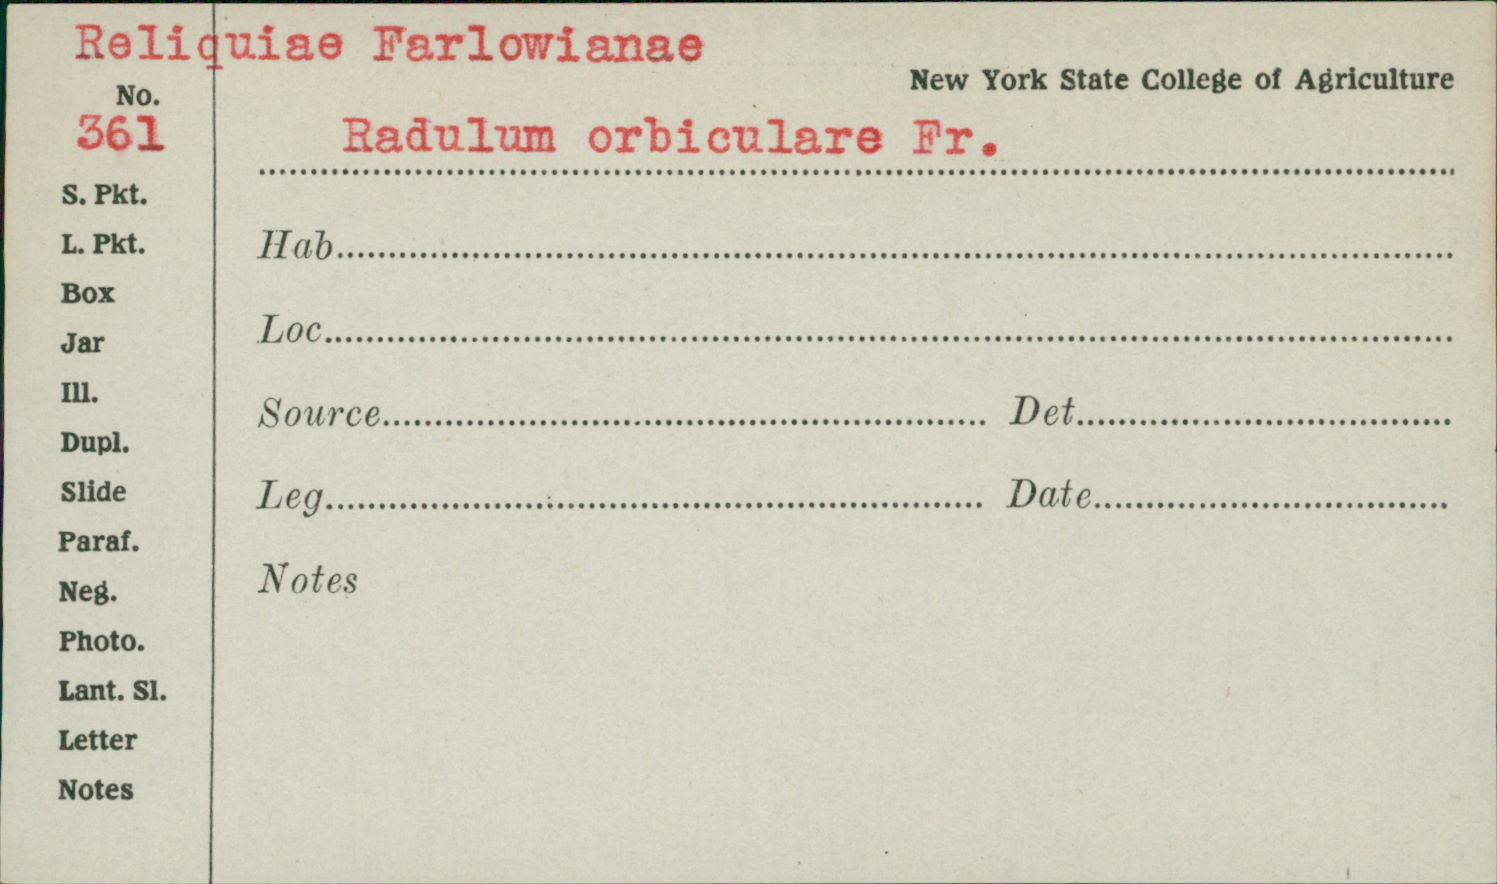 Reliquiae Farlowianae
New York State College of Agriculture
No.
361
Radulum orbiculare Fr.
S. Pkt.
L. Pkt.
Box
Jar
Ill.
Dupl.
Slide
Paraf.
Neg.
Photo.
Lant. Sl.
Letter
Notes
Hab
Loc
Source Det
Leg Date
Notes